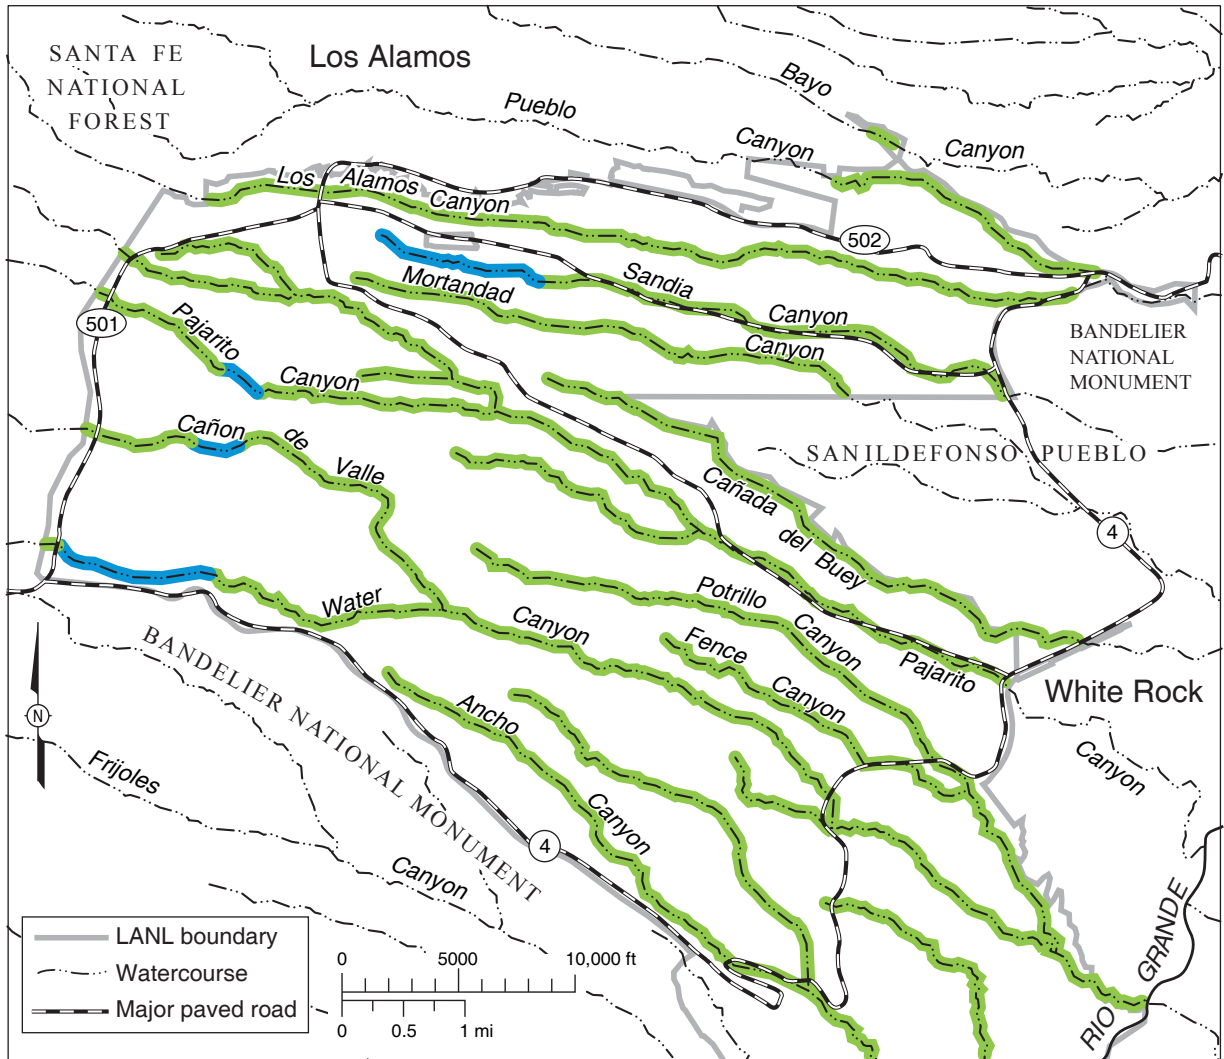 SANTA FE
NATIONAL
FOREST
Los Alamos
Bayo
Pueblo
Canyon
Canyon
Los Alamos
Canyon
502
Sandia
Mortandad
Canyon
Canyon
501
Pajarito
Canyon
BANDELIER
NATIONAL
MONUMENT
Cañon de
Valle
SAN ILDEFONSO PUEBLO
Cañada
del Buey
4
Water
Canyon
Potrillo
Canyon
Fence
Canyon
Pajarito
White Rock
Canyon
BANDELIER NATIONAL MONUMENT
N
Ancho
Canyon
Frijoles
Canyon
4
RIO GRANDE
LANL boundary
Watercourse
Major paved road
0 5000 10,000 ft
0 0.5 1 mi